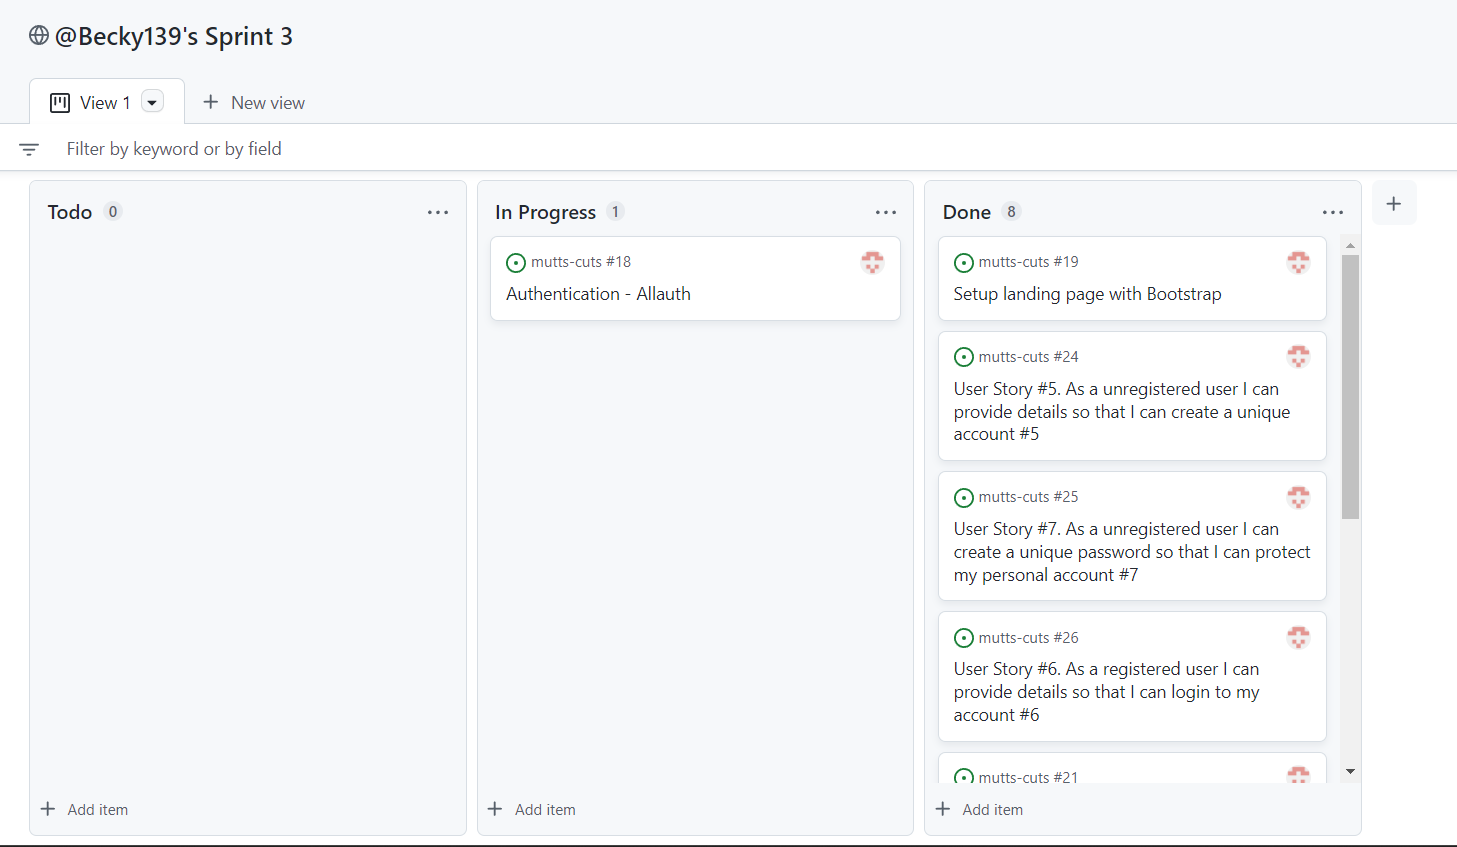 @Becky139's Sprint 3
View 1
New view
Filter by keyword or by field
Todo 0
In Progress 1
mutts-cuts #18
Authentication - Allauth
Done 8
mutts-cuts #19
Setup landing page with Bootstrap
mutts-cuts #24
User Story #5. As a unregistered user I can
provide details so that I can create a unique
account #5
mutts-cuts #25
User Story #7. As a unregistered user I can
create a unique password so that I can protect
my personal account #7
mutts-cuts #26
User Story #6. As a registered user I can
provide details so that I can login to my
account #6
mutts-cuts #21
Add item
Add item
Add item